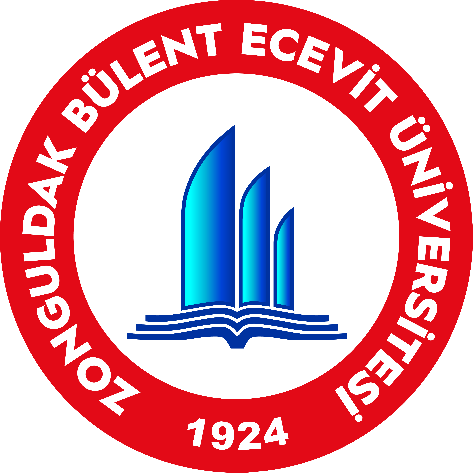 ZONGULDAK BÜLENT ECEVİT ÜNİVERSİTESİ
1924